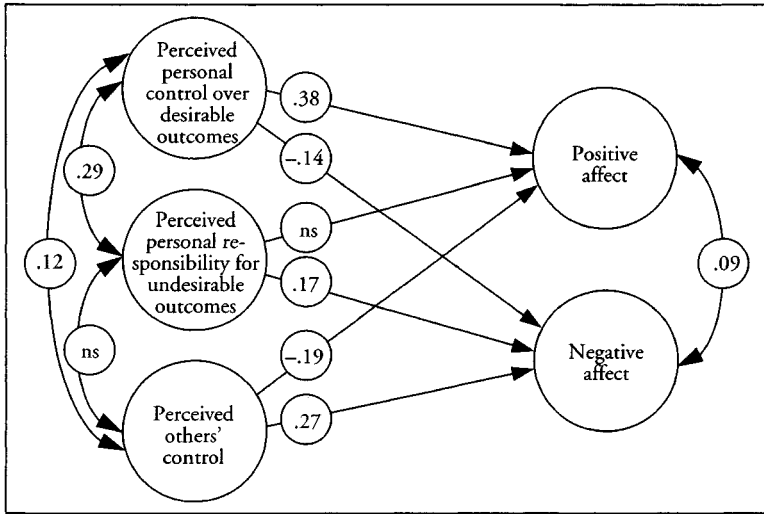 Perceived
personal
control over
desirable
outcomes
.38
-.14
Positive
affect
.29
Perceived
personal re-
sponsibility for
undesirable
outcomes
ns
.17
.12
.09
ns
-.19
Negative
affect
Perceived
others'
control
.27